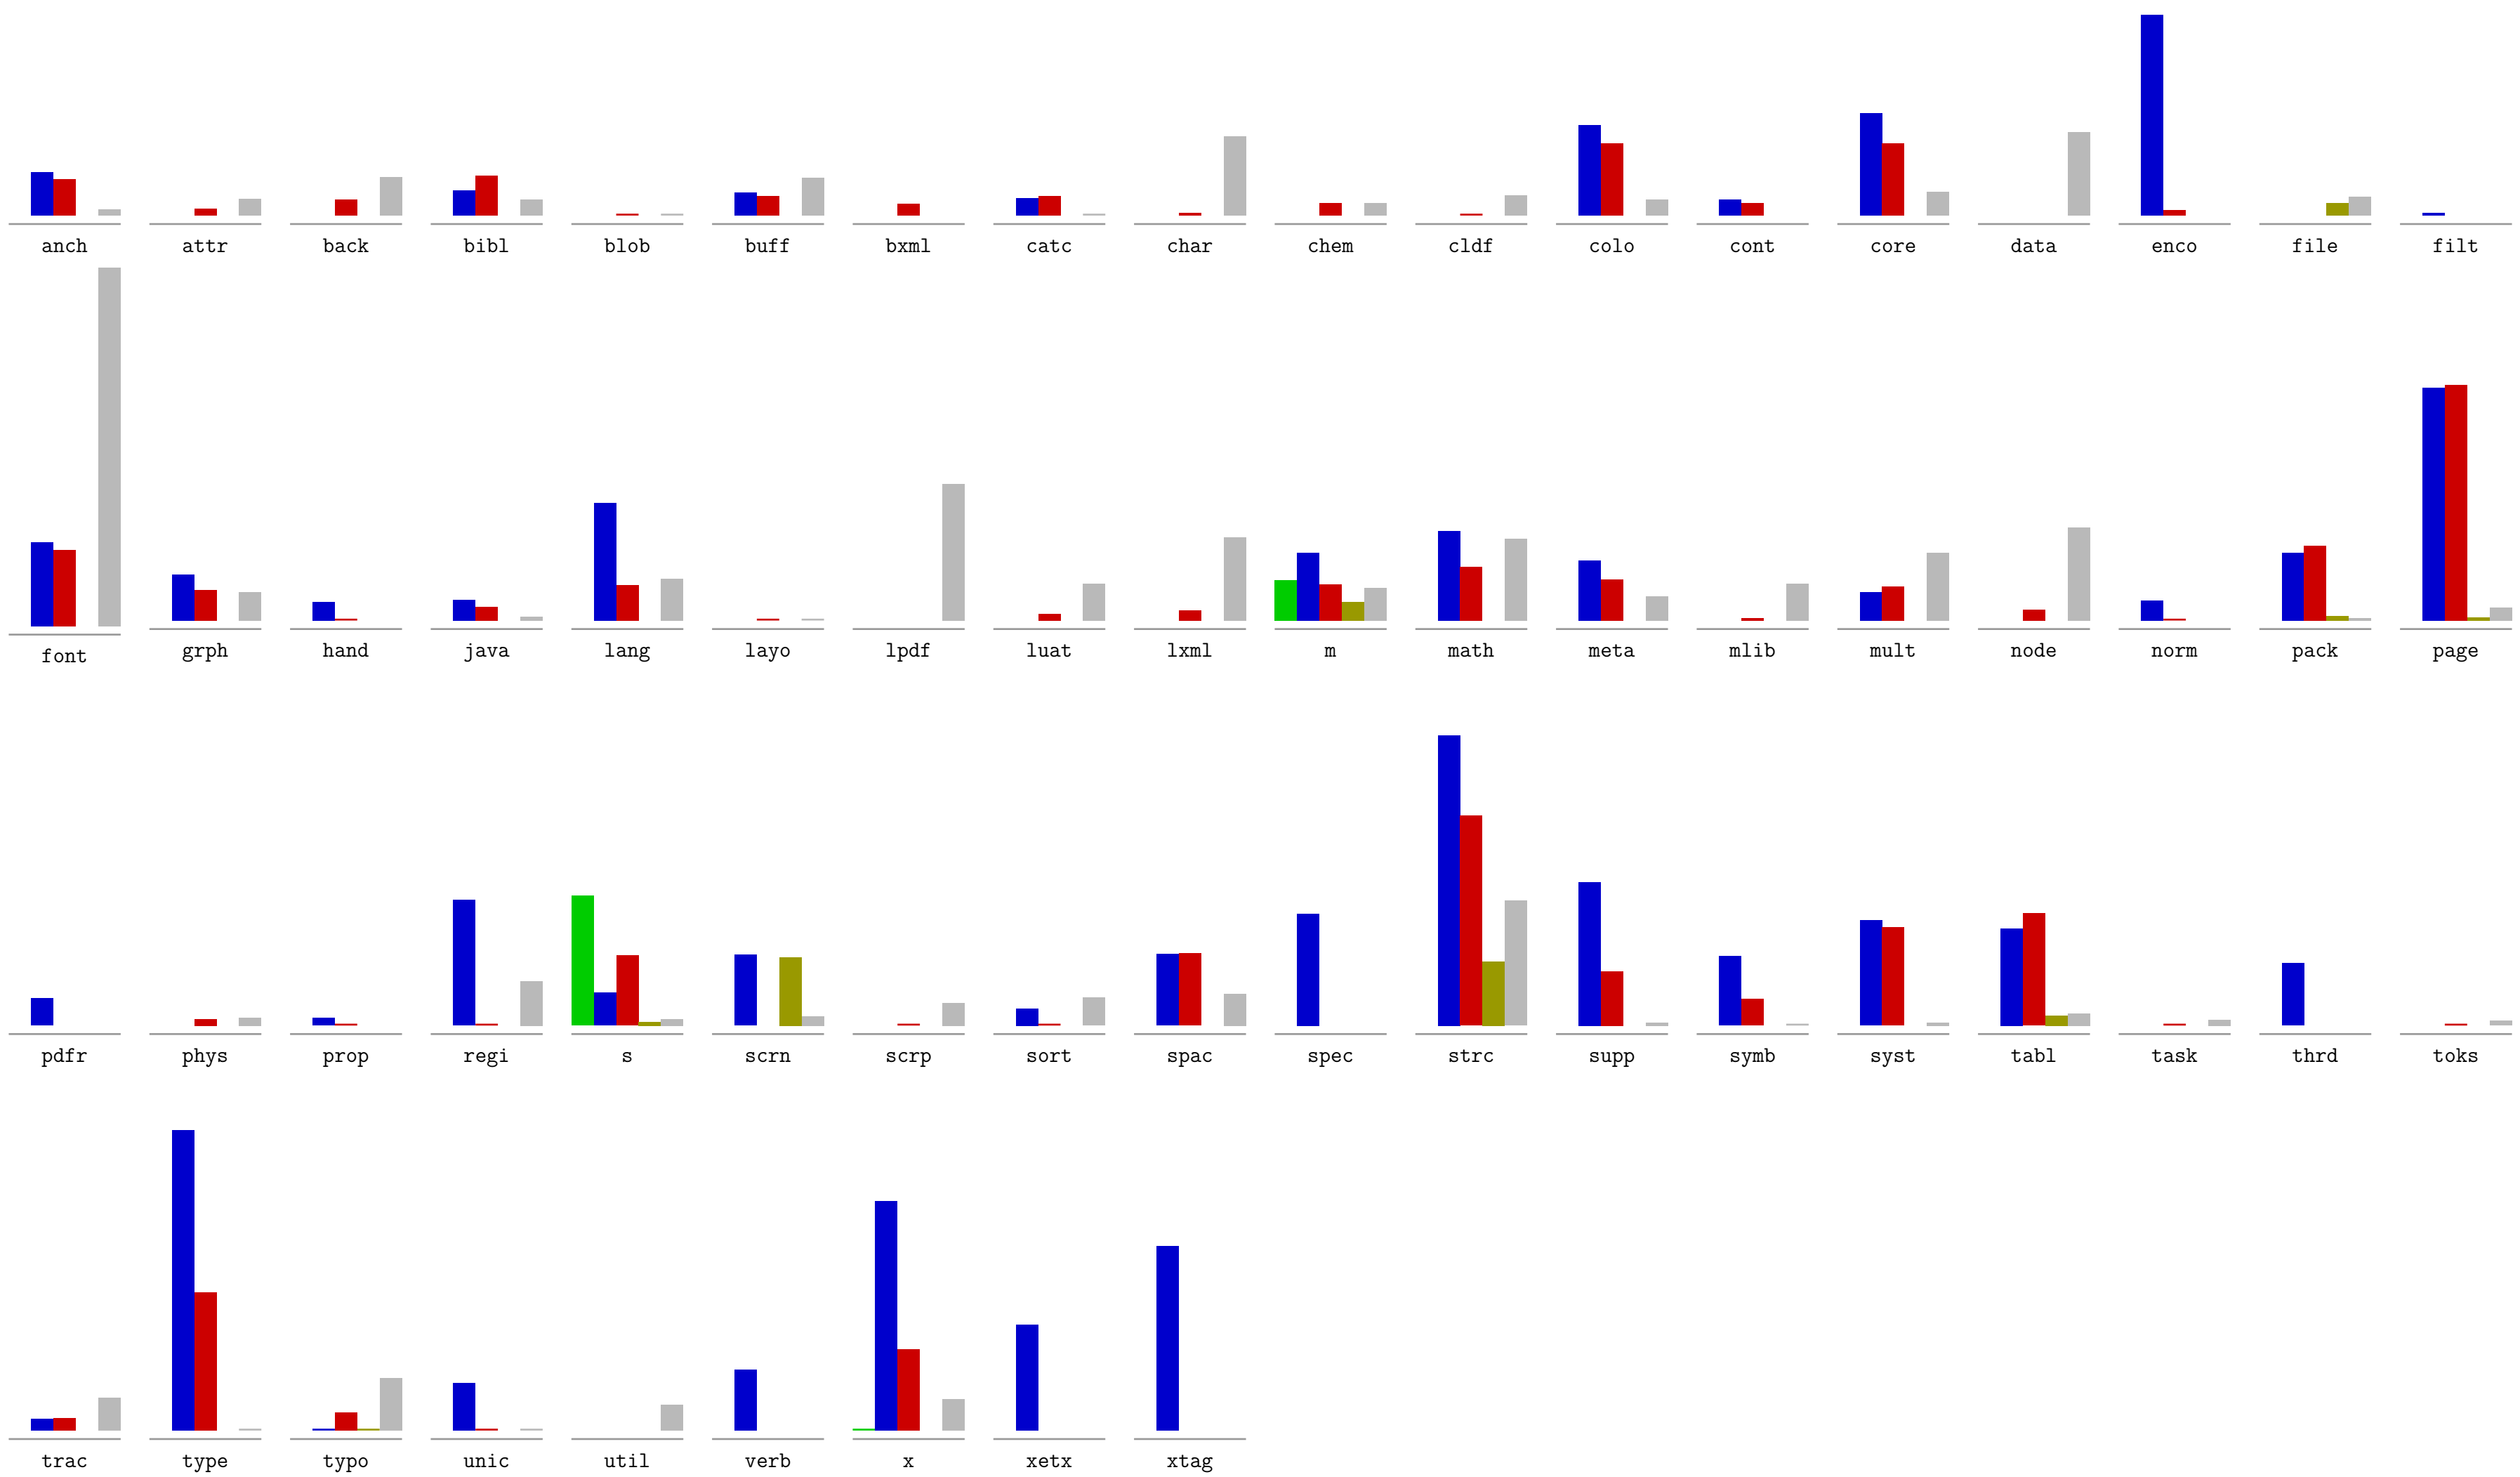 anch attr back bibl blob buff bxml catc char chem cldf colo cont core data enco file filt
font grph hand java lang layo lpdf luat lxml m math meta mlib mult node norm pack page
pdfr phys prop regi s scrn scrp sort spac spec strc supp symb syst tabl task thrd toks
trac type typo unic util verb x xetx xtag